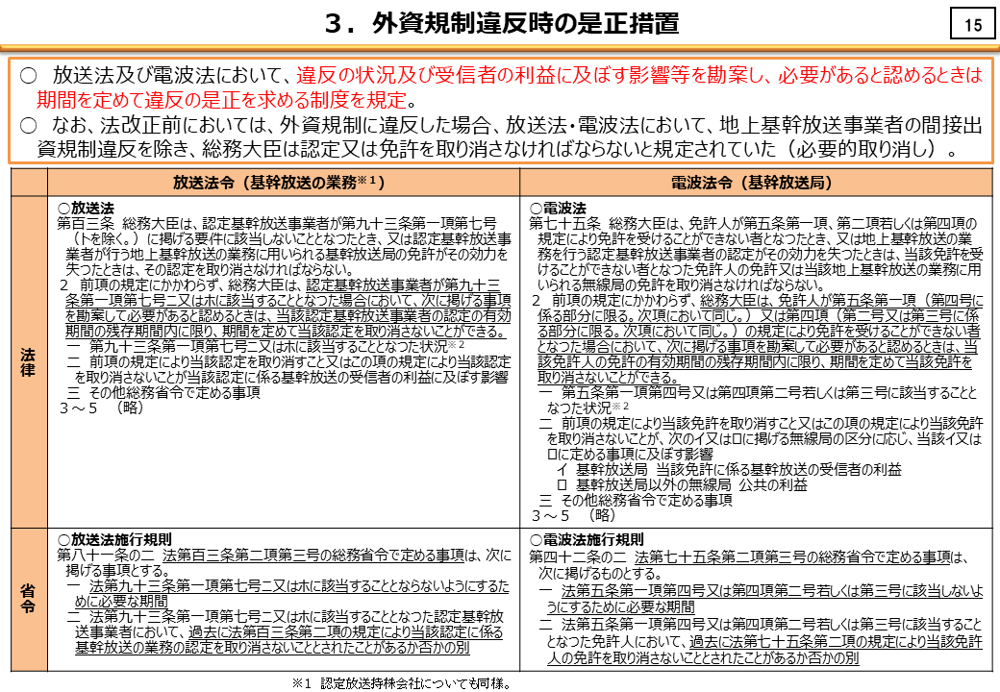 ３．外資規制違反時の是正措置
15
○ 放送法及び電波法において、違反の状況及び受信者の利益に及ぼす影響等を勘案し、必要があると認めるときは
期間を定めて違反の是正を求める制度を規定。
○ なお、法改正前においては、外資規制に違反した場合、放送法・電波法において、地上基幹放送事業者の間接出
資規制違反を除き、総務大臣は認定又は免許を取り消さなければならないと規定されていた（必要的取り消し）。
放送法令（基幹放送の業務※１）
電波法令（基幹放送局）
法律
○放送法
第百三条 総務大臣は、認定基幹放送事業者が第九十三条第一項第七号
（トを除く。）に掲げる要件に該当しないこととなつたとき、又は認定基幹放送事
業者が行う地上基幹放送の業務に用いられる基幹放送局の免許がその効力を
失つたときは、その認定を取り消さなければならない。
２ 前項の規定にかかわらず、総務大臣は、認定基幹放送事業者が第九十三
条第一項第七号ニ又はホに該当することとなつた場合において、次に掲げる事項
を勘案して必要があると認めるときは、当該認定基幹放送事業者の認定の有効
期間の残存期間内に限り、期間を定めて当該認定を取り消さないことができる。
一 第九十三条第一項第七号ニ又はホに該当することとなつた状況※２
二 前項の規定により当該認定を取り消すこと又はこの項の規定により当該認定
を取り消さないことが当該認定に係る基幹放送の受信者の利益に及ぼす影響
三 その他総務省令で定める事項
３～５ （略）
○電波法
第七十五条 総務大臣は、免許人が第五条第一項、第二項若しくは第四項の
規定により免許を受けることができない者となつたとき、又は地上基幹放送の業
務を行う認定基幹放送事業者の認定がその効力を失つたときは、当該免許を受
けることができない者となつた免許人の免許又は当該地上基幹放送の業務に用
いられる無線局の免許を取り消さなければならない。
２ 前項の規定にかかわらず、総務大臣は、免許人が第五条第一項（第四号に
係る部分に限る。次項において同じ。）又は第四項（第二号又は第三号に係
る部分に限る。次項において同じ。）の規定により免許を受けることができない者
となつた場合において、次に掲げる事項を勘案して必要があると認めるときは、当
該免許人の免許の有効期間の残存期間内に限り、期間を定めて当該免許を
取り消さないことができる。
一 第五条第一項第四号又は第四項第二号若しくは第三号に該当することと
なつた状況※２
二 前項の規定により当該免許を取り消すこと又はこの項の規定により当該免許
を取り消さないことが、次のイ又はロに掲げる無線局の区分に応じ、当該イ又は
ロに定める事項に及ぼす影響
イ 基幹放送局 当該免許に係る基幹放送の受信者の利益
ロ 基幹放送局以外の無線局 公共の利益
三 その他総務省令で定める事項
３～５ （略）
省令
○放送法施行規則
第八十一条の二 法第百三条第二項第三号の総務省令で定める事項は、次に
掲げる事項とする。
一 法第九十三条第一項第七号ニ又はホに該当することとならないようにするた
めに必要な期間
二 法第九十三条第一項第七号ニ又はホに該当することとなつた認定基幹放
送事業者において、過去に法第百三条第二項の規定により当該認定に係る
基幹放送の業務の認定を取り消さないこととされたことがあるか否かの別
○電波法施行規則
第四十二条の二 法第七十五条第二項第三号の総務省令で定める事項は、
次に掲げるものとする。
一 法第五条第一項第四号又は第四項第二号若しくは第三号に該当しないよ
うにするために必要な期間
二 法第五条第一項第四号又は第四項第二号若しくは第三号に該当すること
となつた免許人において、過去に法第七十五条第二項の規定により当該免許
人の免許を取り消さないこととされたことがあるか否かの別
※１ 認定放送持株会社についても同様。